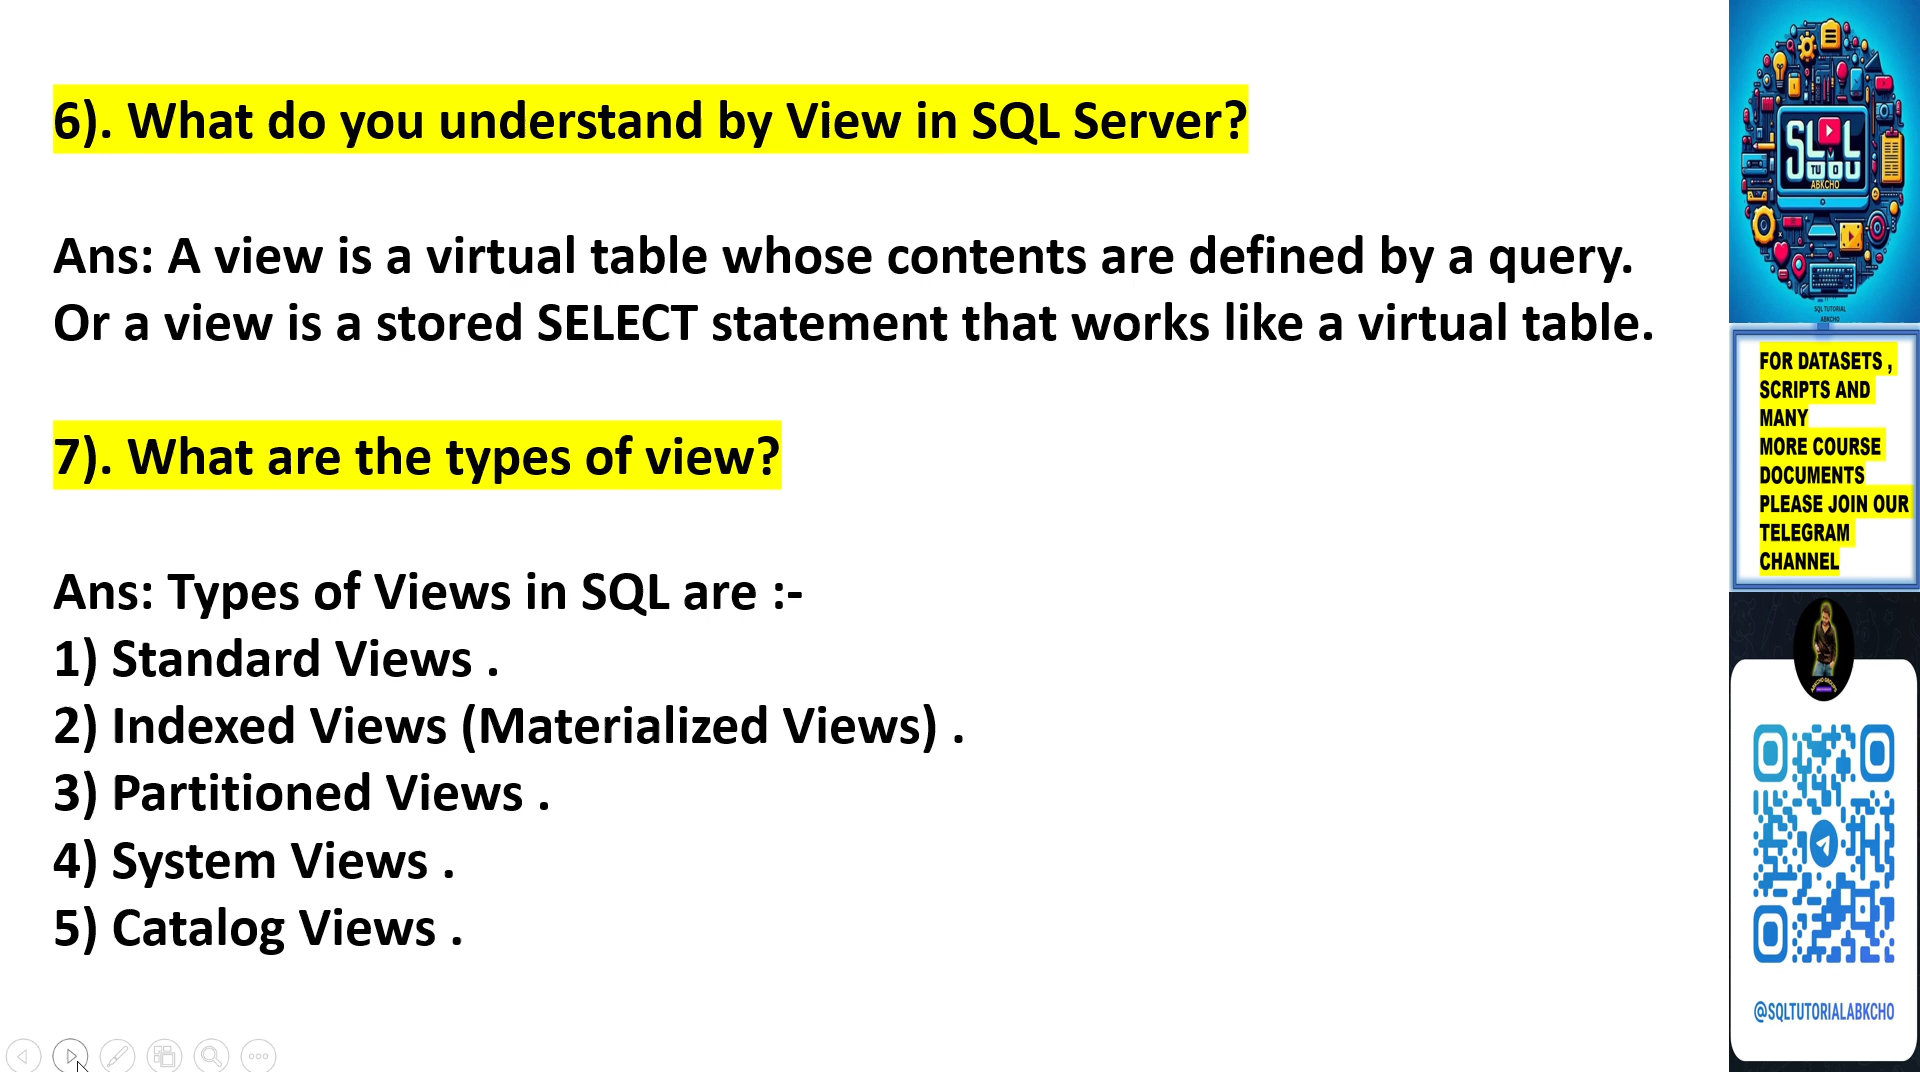 6). What do you understand by View in SQL Server?
Ans: A view is a virtual table whose contents are defined by a query.
Or a view is a stored SELECT statement that works like a virtual table.
7). What are the types of view?
Ans: Types of Views in SQL are :-
1) Standard Views .
2) Indexed Views (Materialized Views) .
3) Partitioned Views .
4) System Views .
5) Catalog Views .
ABKCHO
SQL TUTORIAL
ABKCHO
FOR DATASETS ,
SCRIPTS AND
MANY
MORE COURSE
DOCUMENTS
PLEASE JOIN OUR
TELEGRAM
CHANNEL
@SQLTUTORIALABKCHO